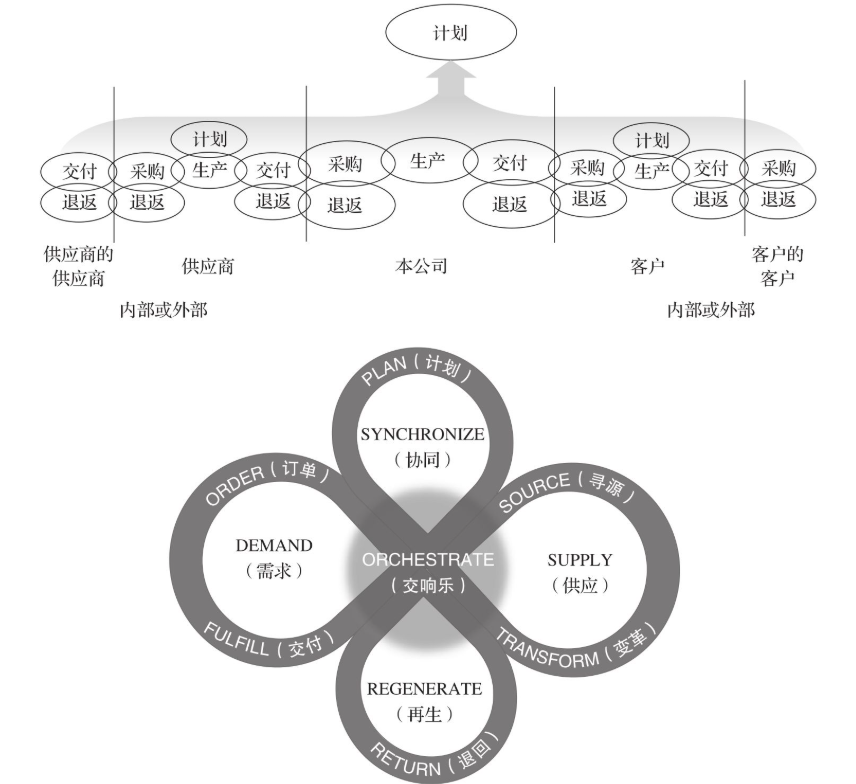 计划
计划
计划
交付
采购
生产
交付
采购
生产
交付
采购
生产
交付
采购
退返
退返
退返
退返
退返
退返
退返
退返
供应商的
供应商
供应商
本公司
客户
客户的
客户
内部或外部
内部或外部
PLAN（计划）
SYNCHRONIZE
（协同）
ORDER（订单）
SOURCE（寻源）
DEMAND
（需求）
ORCHESTRATE
（交响乐）
SUPPLY
（供应）
FULFILL（交付）
TRANSFORM（变革）
REGENERATE
（再生）
RETURN（退回）